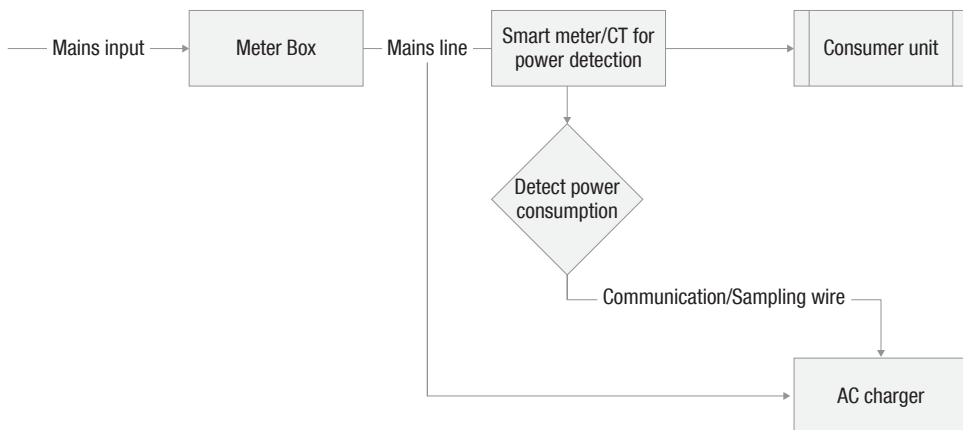 Mains input
Meter Box
Mains line
Smart meter/CT for
power detection
Consumer unit
Detect power
consumption
Communication/Sampling wire
AC charger